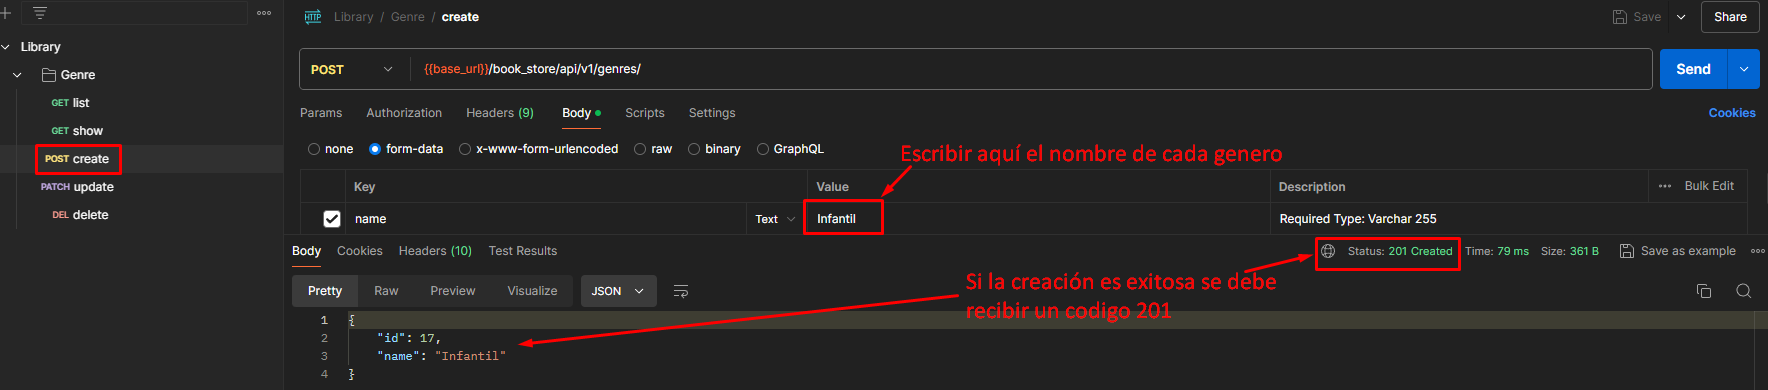 HTTP Library / Genre / create Save Share
Library
Genre
GET list
GET show
POST create
PATCH update
DEL delete
POST {{base_url}}/book_store/api/v1/genres/ Send
Params Authorization Headers (9) Body Scripts Settings Cookies
none form-data x-www-form-urlencoded raw binary GraphQL
Escribir aquí el nombre de cada genero
Key Value Description Bulk Edit
name Text Infantil Required Type: Varchar 255
Body Cookies Headers (10) Test Results Status: 201 Created Time: 79 ms Size: 361 B Save as example
Pretty Raw Preview Visualize JSON
Si la creación es exitosa se debe
recibir un codigo 201
1 {
2 "id": 17,
3 "name": "Infantil"
4 }